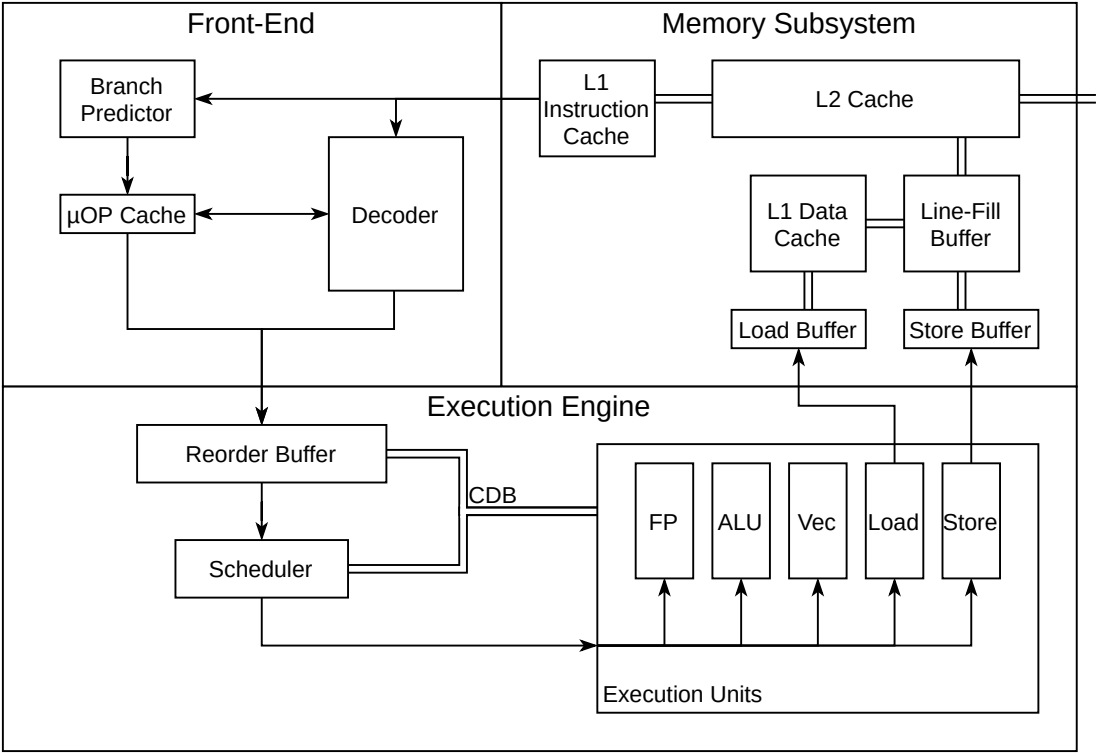 Front-End
Memory Subsystem
Branch
Predictor
L1
Instruction
Cache
L2 Cache
µOP Cache
Decoder
L1 Data
Cache
Line-Fill
Buffer
Load Buffer
Store Buffer
Execution Engine
Reorder Buffer
CDB
Scheduler
FP
ALU
Vec
Load
Store
Execution Units